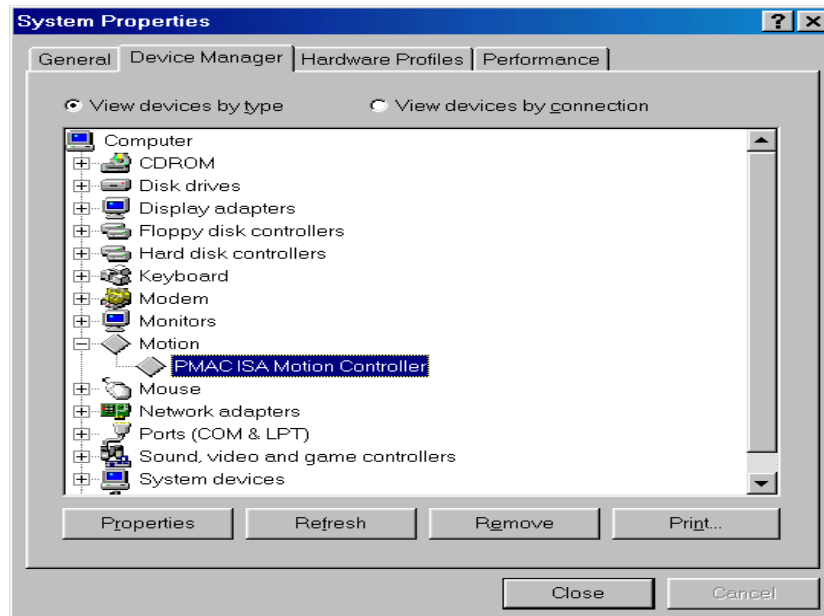 System Properties
General Device Manager Hardware Profiles Performance
View devices by type View devices by connection
Computer
CDROM
Disk drives
Display adapters
Floppy disk controllers
Hard disk controllers
Keyboard
Modem
Monitors
Motion
PMAC ISA Motion Controller
Mouse
Network adapters
Ports (COM & LPT)
Sound, video and game controllers
System devices
Properties Refresh Remove Print...
Close Cancel